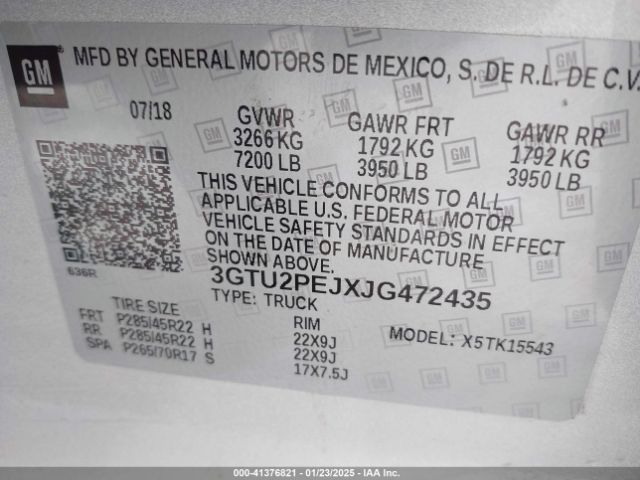 GM
MFD BY GENERAL MOTORS DE MEXICO, S. DE R.L. DE C.V.
07/18
GVWR GAWR FRT GAWR RR
3266 KG 1792 KG 1792 KG
7200 LB 3950 LB 3950 LB
THIS VEHICLE CONFORMS TO ALL
APPLICABLE U.S. FEDERAL MOTOR
VEHICLE SAFETY STANDARDS IN EFFECT
ON THE DATE OF MANUFACTURE
SHOWN ABOVE.
636R
3GTU2PEJXJG472435
TYPE: TRUCK
TIRE SIZE RIM
FRT P285/45R22 H 22X9J
RR P285/45R22 H 22X9J
SPA P265/70R17 S 17X7.5J
MODEL: X5TK15543
000-41376821 - 01/23/2025 - IAA Inc.